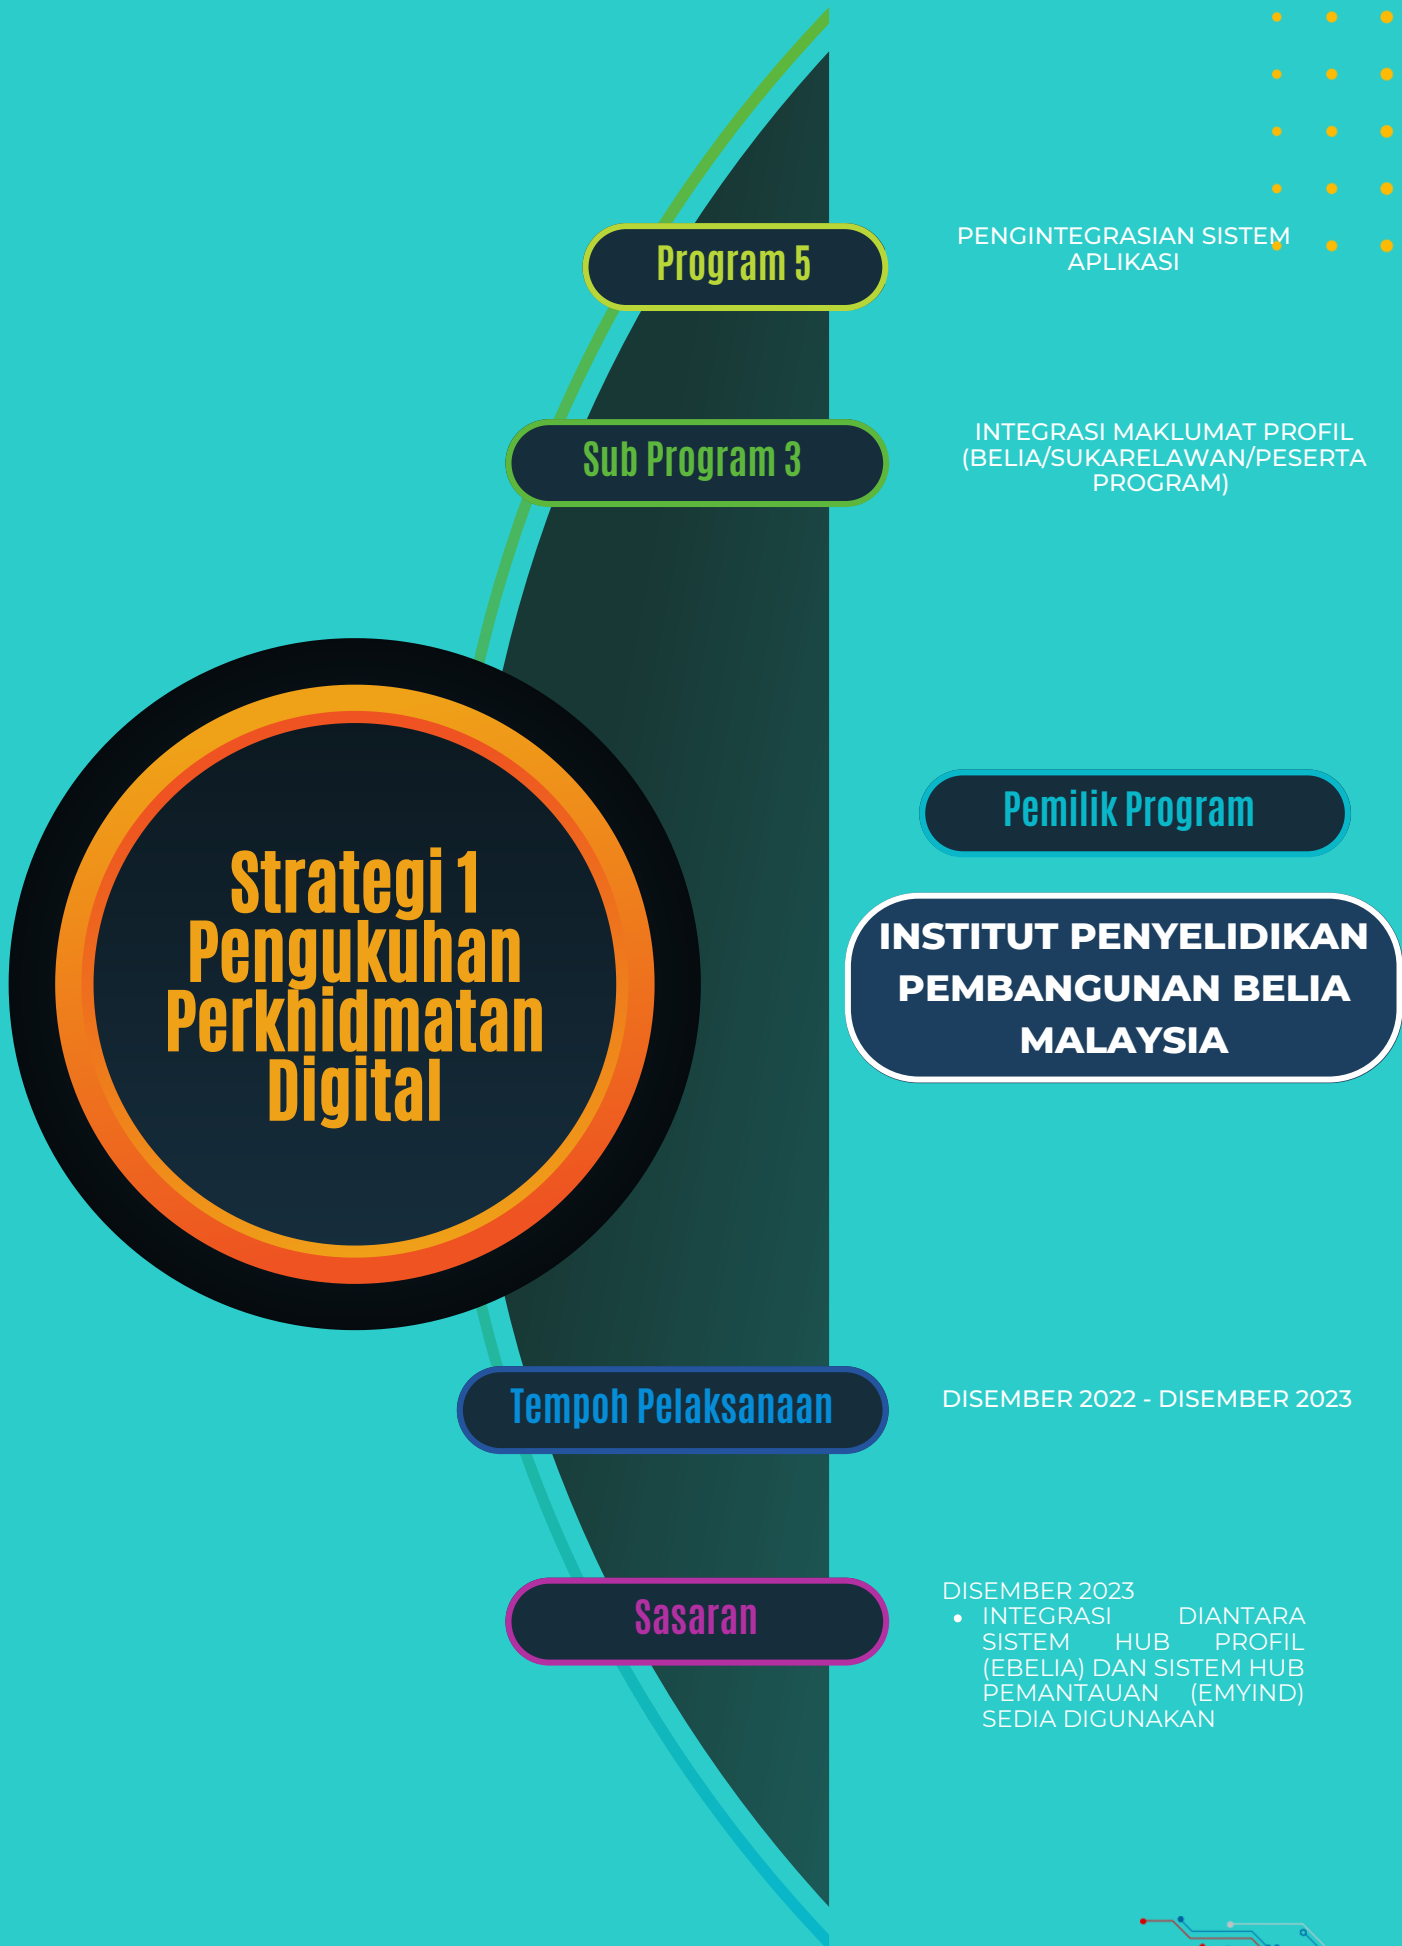 Program 5
PENGINTEGRASIAN SISTEM
APLIKASI
Sub Program 3
INTEGRASI MAKLUMAT PROFIL
(BELIA/SUKARELAWAN/PESERTA
PROGRAM)
Strategi 1
Pengukuhan
Perkhidmatan
Digital
Pemilik Program
INSTITUT PENYELIDIKAN
PEMBANGUNAN BELIA
MALAYSIA
Tempoh Pelaksanaan
DISEMBER 2022 - DISEMBER 2023
Sasaran
DISEMBER 2023
• INTEGRASI DIANTARA
SISTEM HUB PROFIL
(EBELIA) DAN SISTEM HUB
PEMANTAUAN (EMYIND)
SEDIA DIGUNAKAN